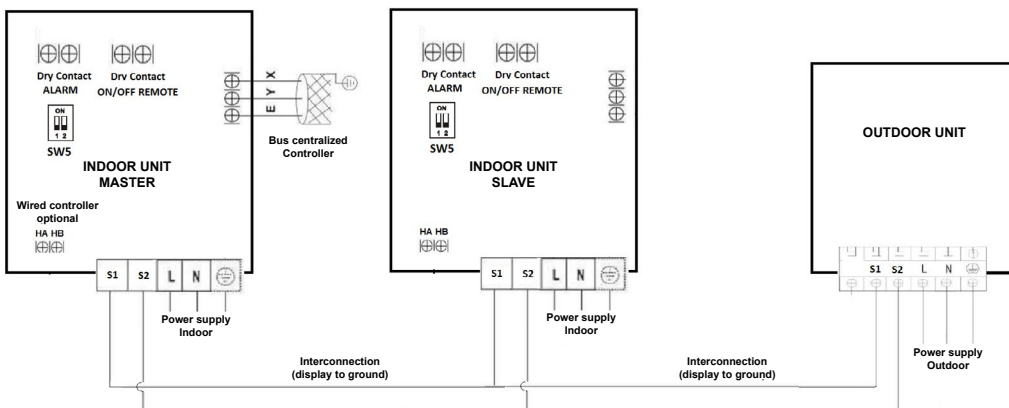 Dry Contact
ALARM
Dry Contact
ON/OFF REMOTE
ON
1 2
SW5
X
Y
E
Bus centralized
Controller
INDOOR UNIT
MASTER
Wired controller
optional
HA HB
S1 S2 L N
Power supply
Indoor
Dry Contact
ALARM
Dry Contact
ON/OFF REMOTE
ON
1 2
SW5
INDOOR UNIT
SLAVE
HA HB
S1 S2 L N
Power supply
Indoor
OUTDOOR UNIT
S1 S2 L N
Power supply
Outdoor
Interconnection
(display to ground)
Interconnection
(display to ground)